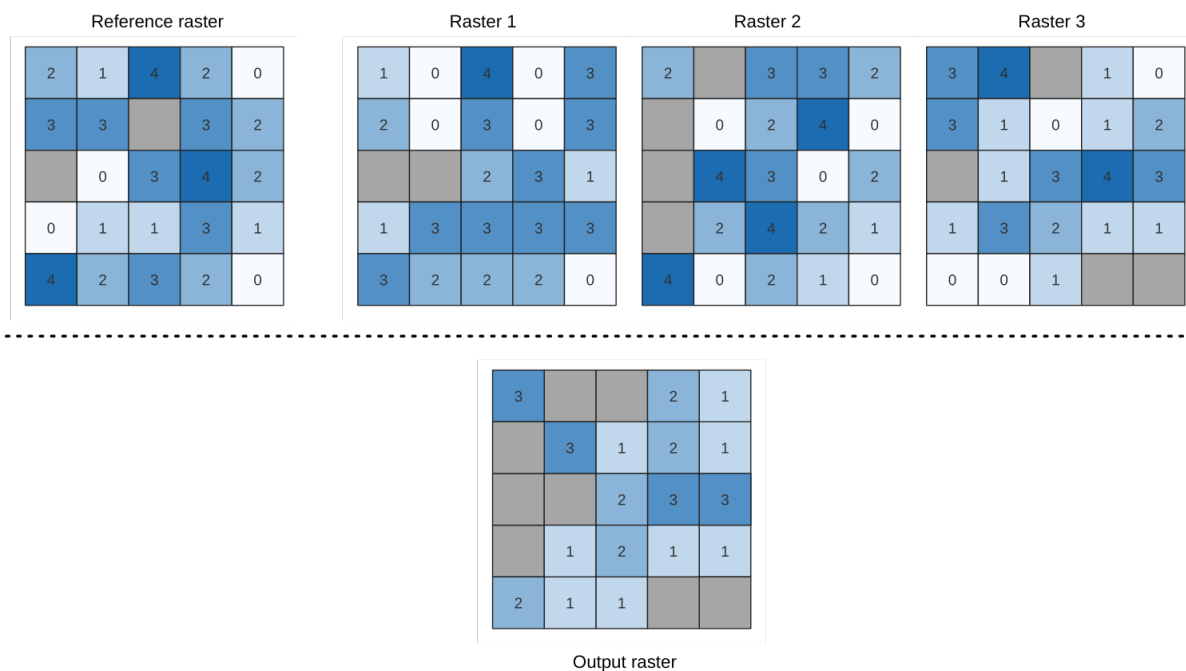 Reference raster Raster 1 Raster 2 Raster 3
2 1 4 2 0 1 0 4 0 3 2 3 3 2 3 4 1 0
3 3 3 2 2 0 3 0 3 0 2 4 0 3 1 0 1 2
0 3 4 2 2 3 1 4 3 0 2 1 3 4 3
0 1 1 3 1 1 3 3 3 3 2 4 2 1 1 3 2 1 1
4 2 3 2 0 3 2 2 2 0 4 0 2 1 0 0 0 1
3 2 1
3 1 2 1
2 3 3
1 2 1 1
2 1 1
Output raster